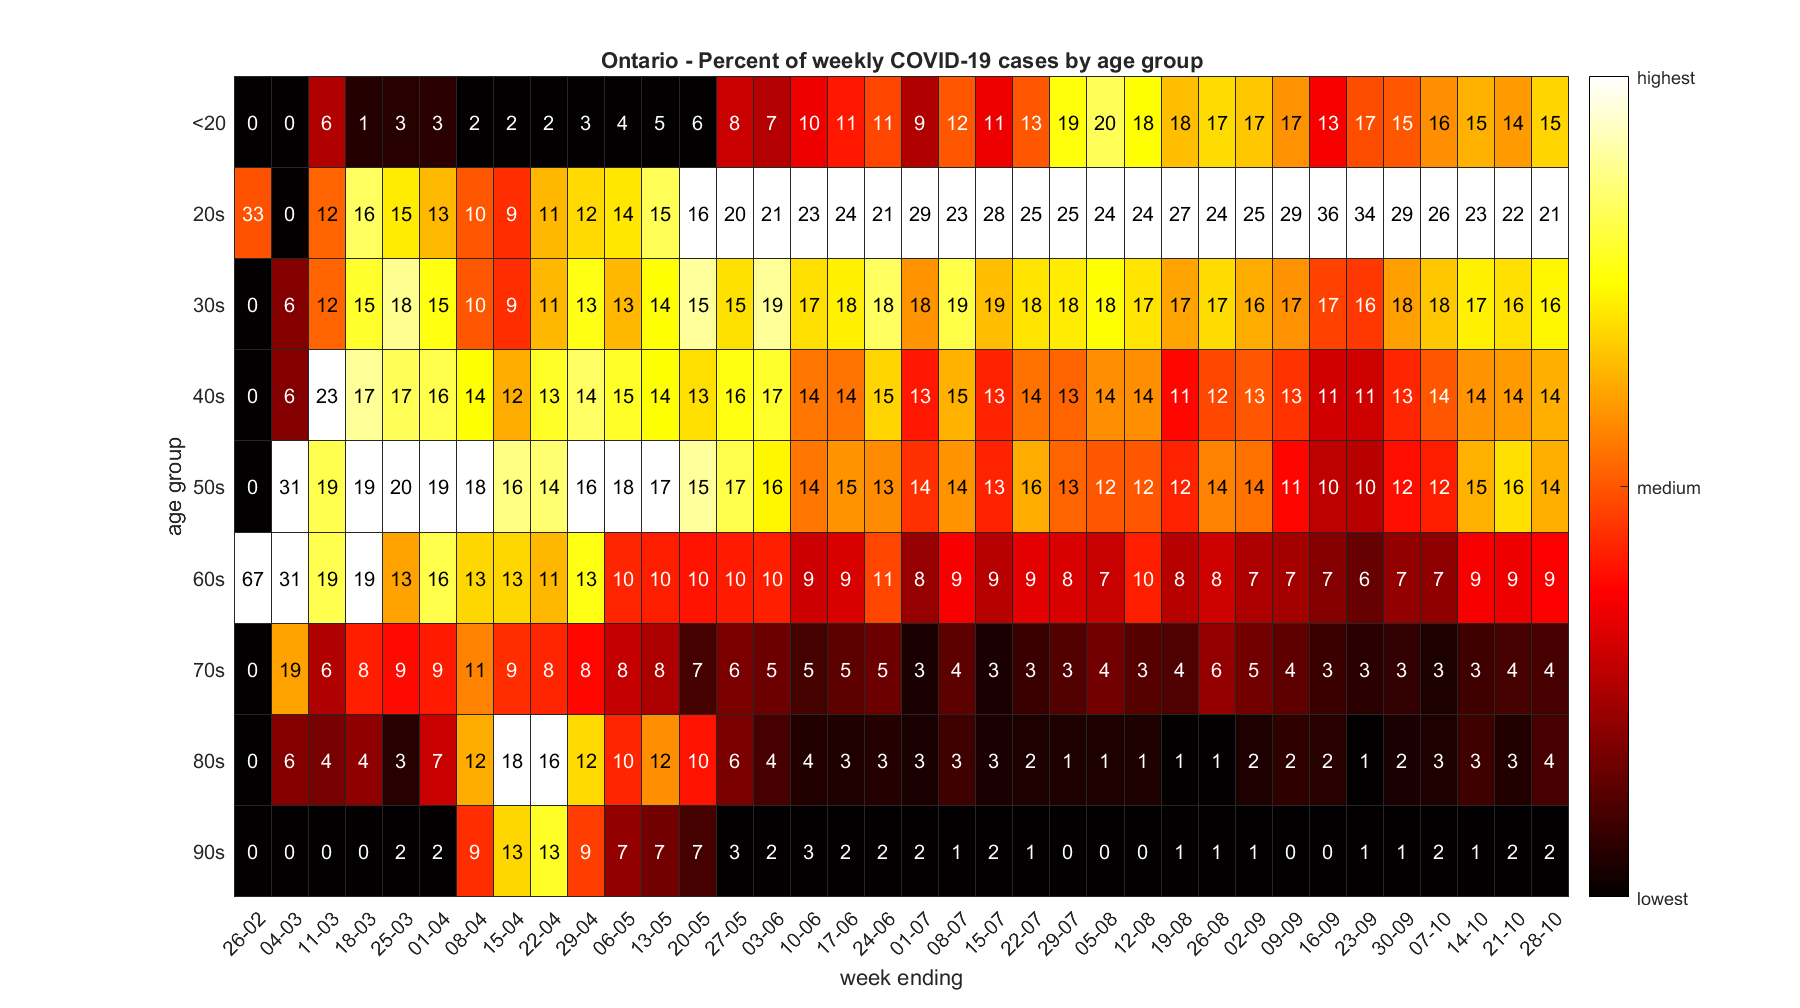 Ontario - Percent of weekly COVID-19 cases by age group
highest
<20 0 0 6 1 3 3 2 2 2 3 4 5 6 8 7 10 11 11 9 12 11 13 19 20 18 18 17 17 17 13 17 15 16 15 14 15
20s 33 0 12 16 15 13 10 9 11 12 14 15 16 20 21 23 24 21 29 23 28 25 25 24 24 27 24 25 29 36 34 29 26 23 22 21
30s 0 6 12 15 18 15 10 9 11 13 13 14 15 15 19 17 18 18 18 19 19 18 18 18 17 17 17 16 17 17 16 18 18 17 16 16
40s 0 6 23 17 17 16 14 12 13 14 15 14 13 16 17 14 14 15 13 15 13 14 13 14 14 11 12 13 13 11 11 13 14 14 14 14
age group
50s 0 31 19 19 20 19 18 16 14 16 18 17 15 17 16 14 15 13 14 14 13 16 13 12 12 12 14 14 11 10 10 12 12 15 16 14
medium
60s 67 31 19 19 13 16 13 13 11 13 10 10 10 10 10 9 9 11 8 9 9 9 8 7 10 8 8 7 7 7 6 7 7 9 9 9
70s 0 19 6 8 9 9 11 9 8 8 8 8 7 6 5 5 5 5 3 4 3 3 3 4 3 4 6 5 4 3 3 3 3 3 4 4
80s 0 6 4 4 3 7 12 18 16 12 10 12 10 6 4 4 3 3 3 3 3 2 1 1 1 1 1 2 2 2 1 2 3 3 3 4
90s 0 0 0 0 2 2 9 13 13 9 7 7 7 3 2 3 2 2 2 1 2 1 0 0 0 1 1 1 0 0 1 1 2 1 2 2
lowest
26-02 04-03 11-03 18-03 25-03 01-04 08-04 15-04 22-04 29-04 06-05 13-05 20-05 27-05 03-06 10-06 17-06 24-06 01-07 08-07 15-07 22-07 29-07 05-08 12-08 19-08 26-08 02-09 09-09 16-09 23-09 30-09 07-10 14-10 21-10 28-10
week ending